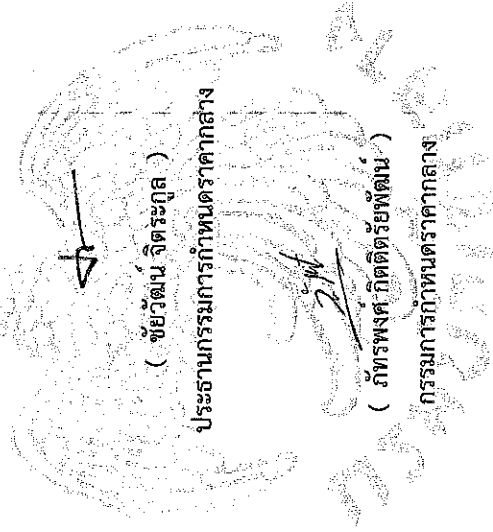 ( ชัยวัฒน์ จิตระกูล )
ประธานกรรมการกำหนดราคากลาง
( ภัทรพงศ์ กิตติตรัยพัฒน์ )
กรรมการกำหนดราคากลาง